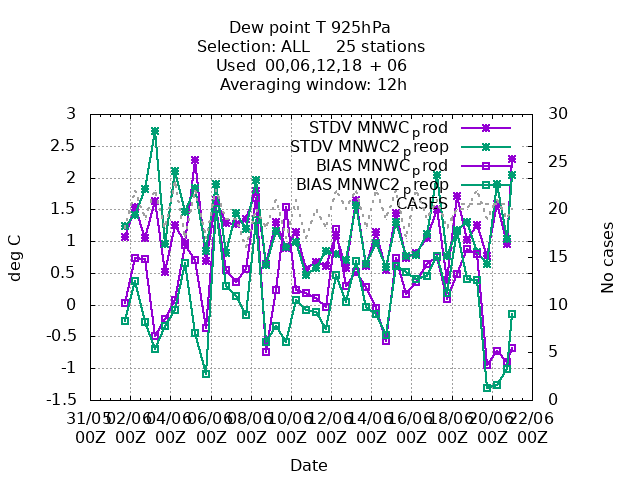 Dew point T 925hPa
Selection: ALL 25 stations
Used 00,06,12,18 + 06
Averaging window: 12h
STDV MNWCprod
STDV MNWC2preop
BIAS MNWCprod
BIAS MNWC2preop
CASES
deg C
3
2.5
2
1.5
1
0.5
0
-0.5
-1
-1.5
No cases
30
25
20
15
10
5
0
31/05 02/06 04/06 06/06 08/06 10/06 12/06 14/06 16/06 18/06 20/06 22/06
00Z 00Z 00Z 00Z 00Z 00Z 00Z 00Z 00Z 00Z 00Z 00Z
Date